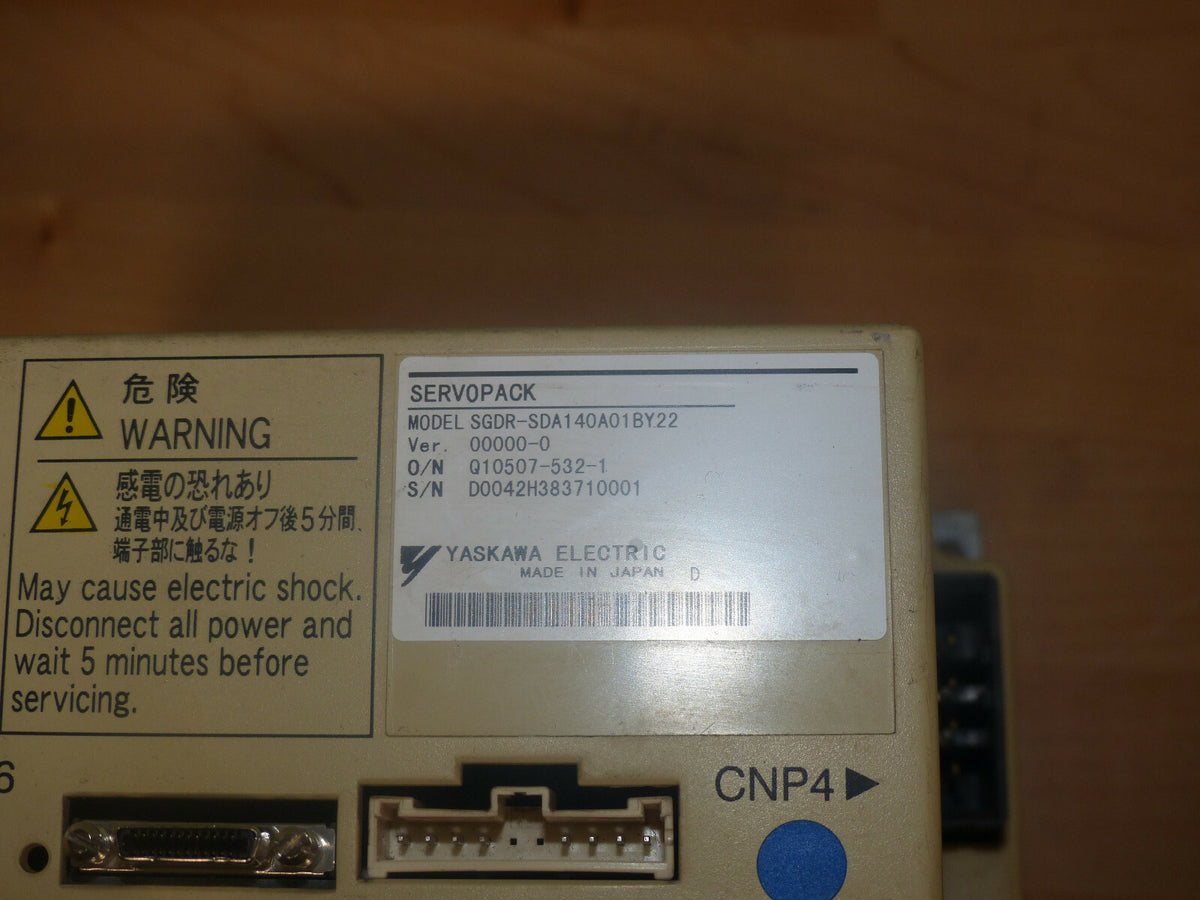 危険
WARNING
感電の恐れあり
通電中及び電源オフ後5分間、
端子部に触るな！
May cause electric shock.
Disconnect all power and
wait 5 minutes before
servicing.
SERVOPACK
MODEL SGDR-SDA140A01BY22
Ver. 00000-0
O/N Q10507-532-1
S/N D0042H383710001
YASKAWA ELECTRIC
MADE IN JAPAN D
6
CNP4▶